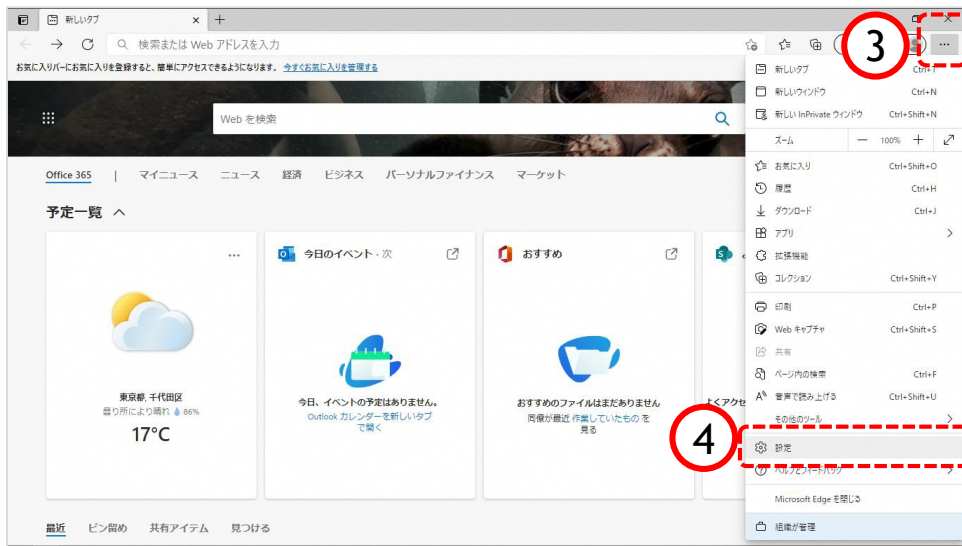 新しいタブ
検索または Web アドレスを入力
3
お気に入りバーにお気に入りを登録すると、簡単にアクセスできるようになります。 今すぐお気に入りを管理する
Web を検索
Office 365 | マイニュース ニュース 経済 ビジネス パーソナルファイナンス マーケット
予定一覧
東京都, 千代田区
曇り所により晴れ 86%
17°C
今日のイベント · 次
今日、イベントの予定はありません。
Outlook カレンダーを新しいタブ
で開く
おすすめ
おすすめのファイルはまだありません
同僚が最近 作業していたもの を
見る
よくアクセ
最近 ピン留め 共有アイテム 見つける
新しいタブ Ctrl+T
新しいウィンドウ Ctrl+N
新しい InPrivate ウィンドウ Ctrl+Shift+N
ズーム 100%
お気に入り Ctrl+Shift+O
履歴 Ctrl+H
ダウンロード Ctrl+J
アプリ
拡張機能
コレクション Ctrl+Shift+Y
印刷 Ctrl+P
Web キャプチャ Ctrl+Shift+S
共有
ページ内の検索 Ctrl+F
音声で読み上げる Ctrl+Shift+U
その他のツール
4
設定
ヘルプとフィードバック
Microsoft Edge を閉じる
組織が管理